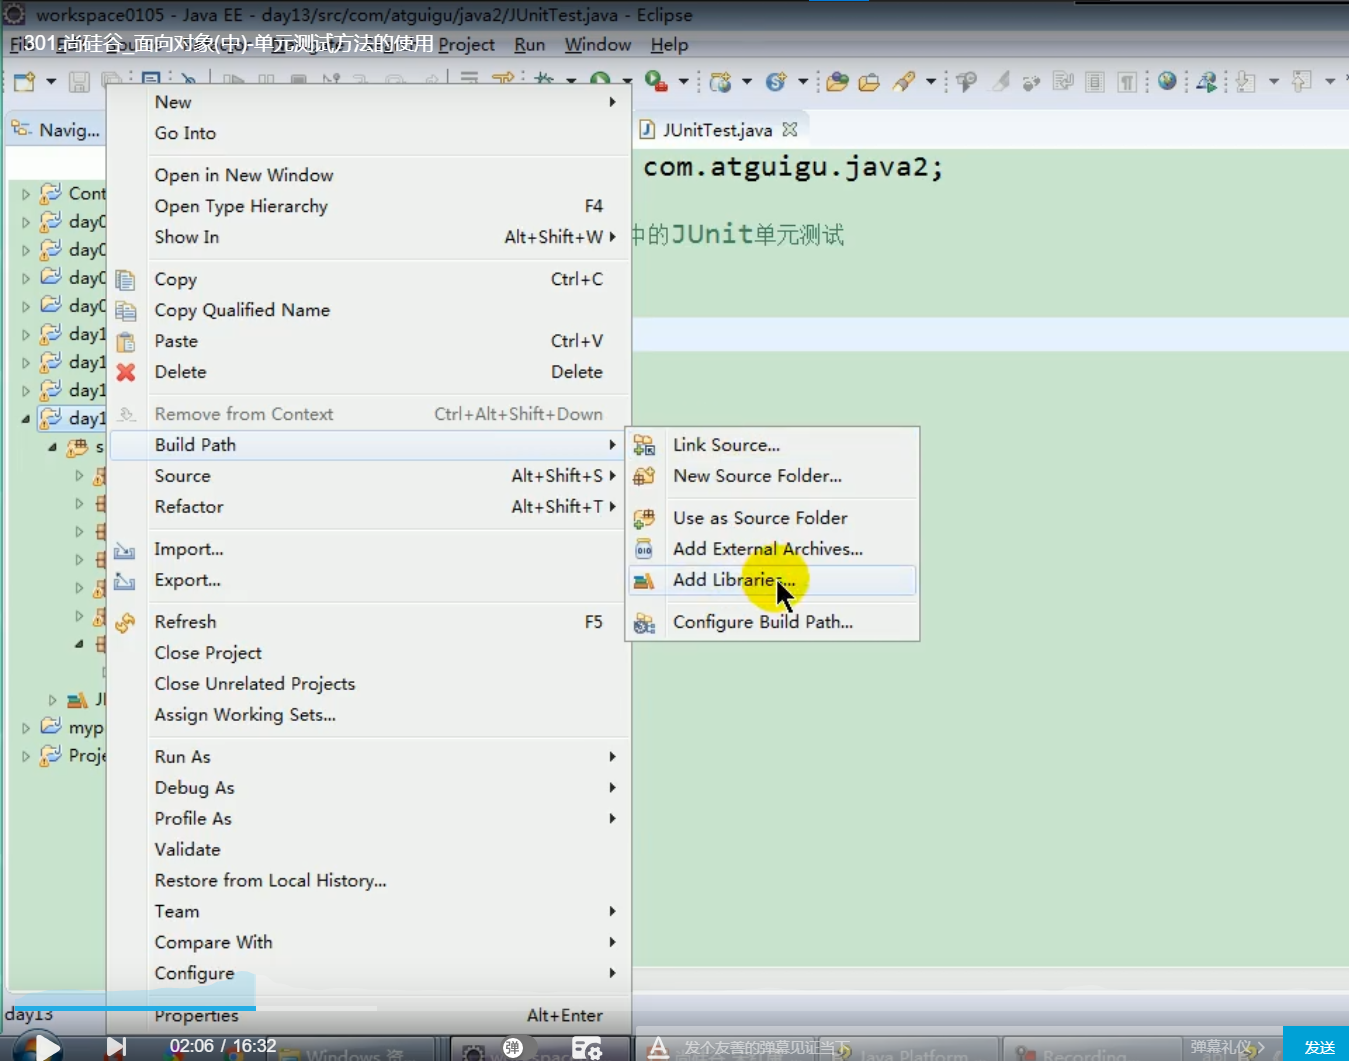 workspace0105 - Java EE - day13/src/com/atguigu/java2/JUnitTest.java - Eclipse
301.尚硅谷_面向对象(中)-单元测试方法的使用
Project Run Window Help
Navig...
JUnitTest.java
com.atguigu.java2;
中的JUnit单元测试
Cont
day0
day0
day0
day0
day1
day1
day1
day1
s
myp
Proje
New
Go Into
Open in New Window
Open Type Hierarchy F4
Show In Alt+Shift+W
Copy Ctrl+C
Copy Qualified Name
Paste Ctrl+V
Delete Delete
Remove from Context Ctrl+Alt+Shift+Down
Build Path
Source Alt+Shift+S
Refactor Alt+Shift+T
Import...
Export...
Refresh F5
Close Project
Close Unrelated Projects
Assign Working Sets...
Run As
Debug As
Profile As
Validate
Restore from Local History...
Team
Compare With
Configure
Properties Alt+Enter
Link Source...
New Source Folder...
Use as Source Folder
Add External Archives...
Add Libraries...
Configure Build Path...
day13
02:06 / 16:32
弹
发个友善的弹幕见证当下
弹幕礼仪
发送
Windows 资
Java Platform
Recording